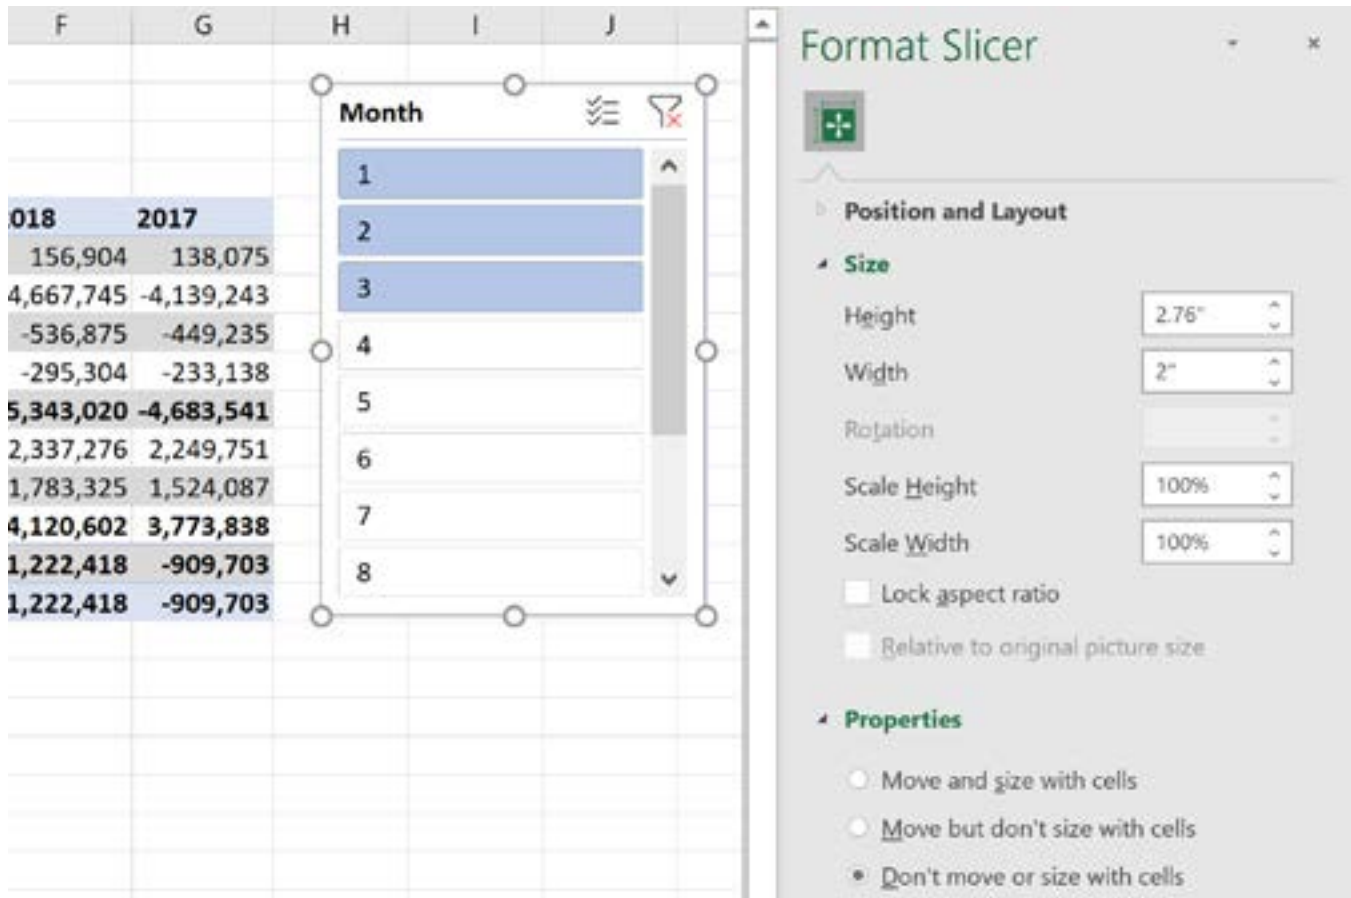 F G H I J
018 2017
156,904 138,075
4,667,745 -4,139,243
-536,875 -449,235
-295,304 -233,138
5,343,020 -4,683,541
2,337,276 2,249,751
1,783,325 1,524,087
4,120,602 3,773,838
1,222,418 -909,703
1,222,418 -909,703
Month
1
2
3
4
5
6
7
8
Format Slicer
Position and Layout
Size
Height 2.76"
Width 2"
Rotation
Scale Height 100%
Scale Width 100%
Lock aspect ratio
Relative to original picture size
Properties
Move and size with cells
Move but don't size with cells
Don't move or size with cells